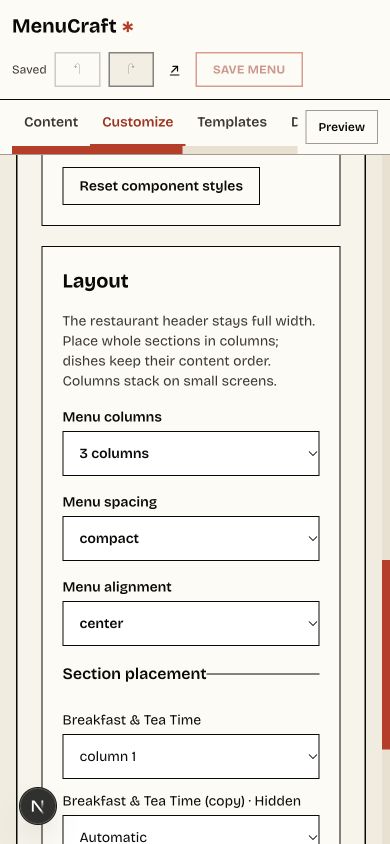 MenuCraft *
Saved
SAVE MENU
Content Customize Templates D
Preview
Reset component styles
Layout
The restaurant header stays full width.
Place whole sections in columns;
dishes keep their content order.
Columns stack on small screens.
Menu columns
3 columns
Menu spacing
compact
Menu alignment
center
Section placement
Breakfast & Tea Time
column 1
Breakfast & Tea Time (copy) · Hidden
Automatic
N